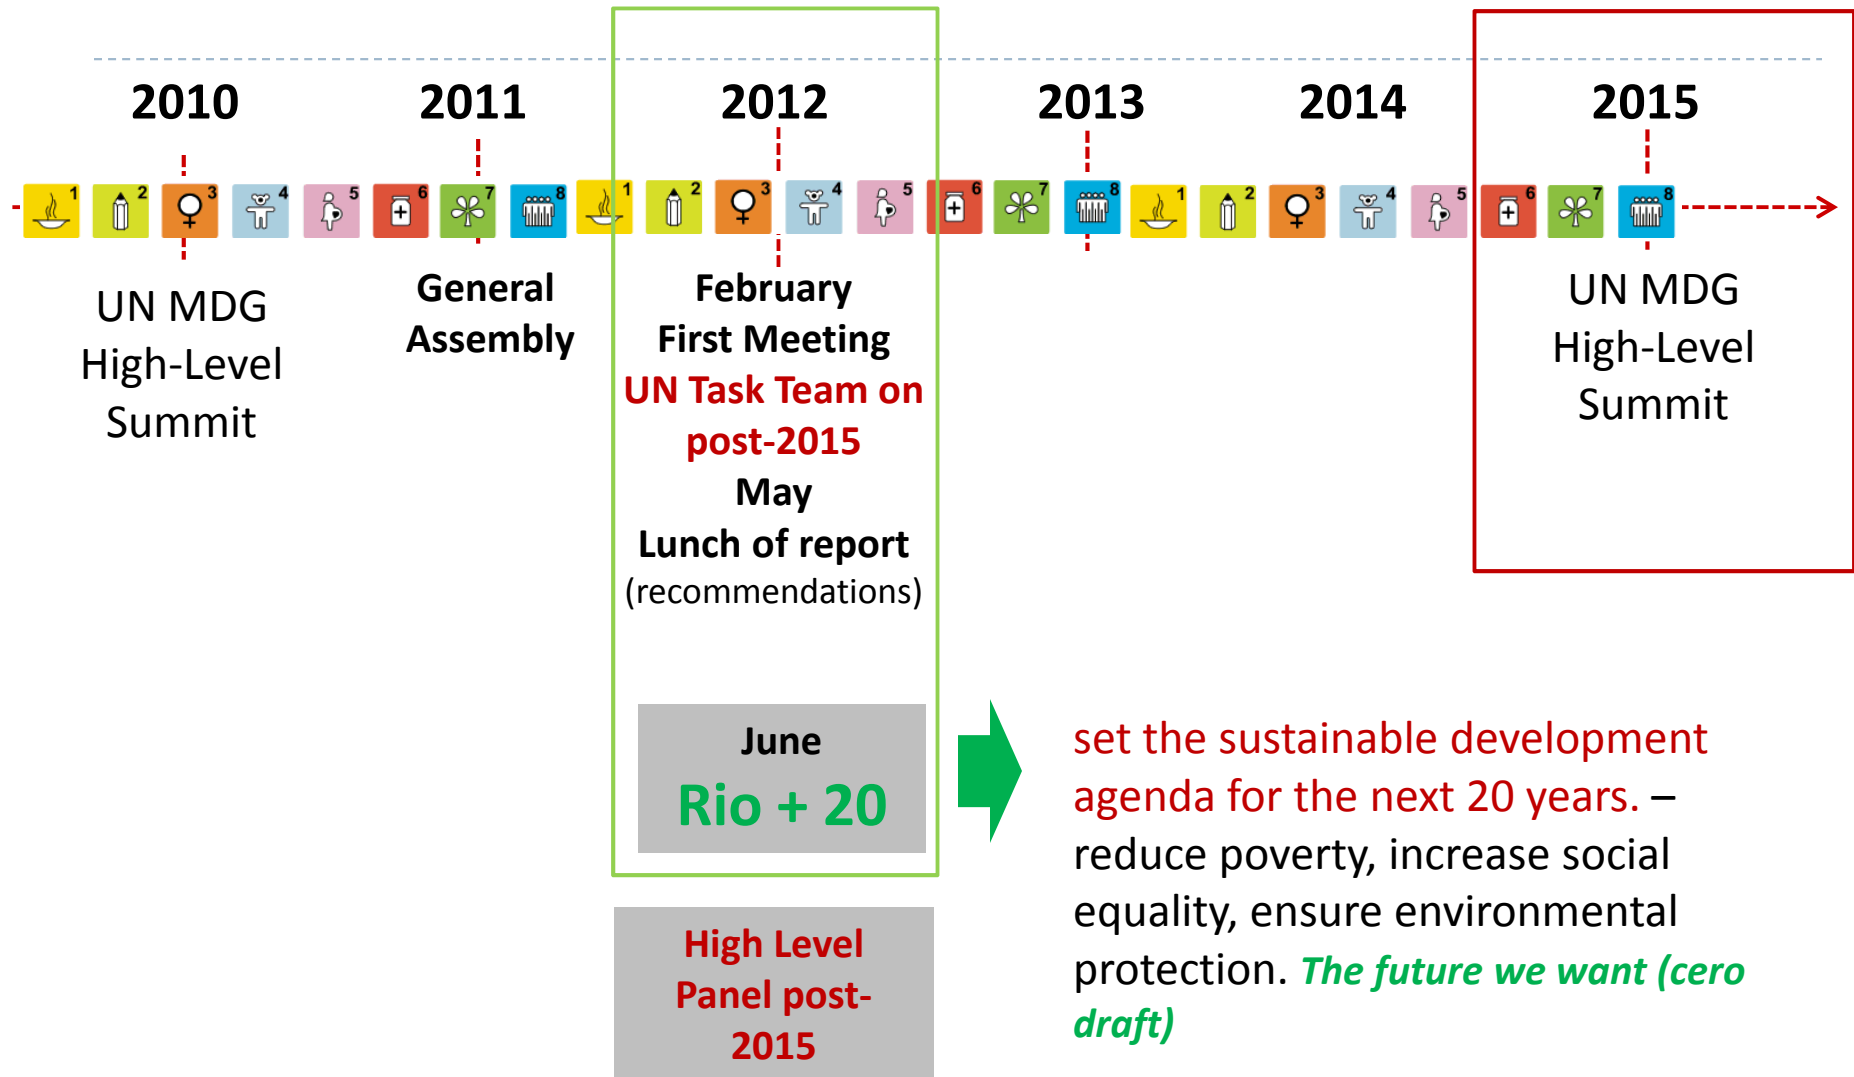 2010 2011 2012 2013 2014 2015
1 2 3 4 5 6 7 8 1 2 3 4 5 6 7 8 1 2 3 4 5 6 7 8
UN MDG
High-Level
Summit
General
Assembly
February
First Meeting
UN Task Team on
post-2015
May
Lunch of report
(recommendations)
UN MDG
High-Level
Summit
June
Rio + 20
set the sustainable development
agenda for the next 20 years. –
reduce poverty, increase social
equality, ensure environmental
protection. The future we want (cero
draft)
High Level
Panel post-
2015